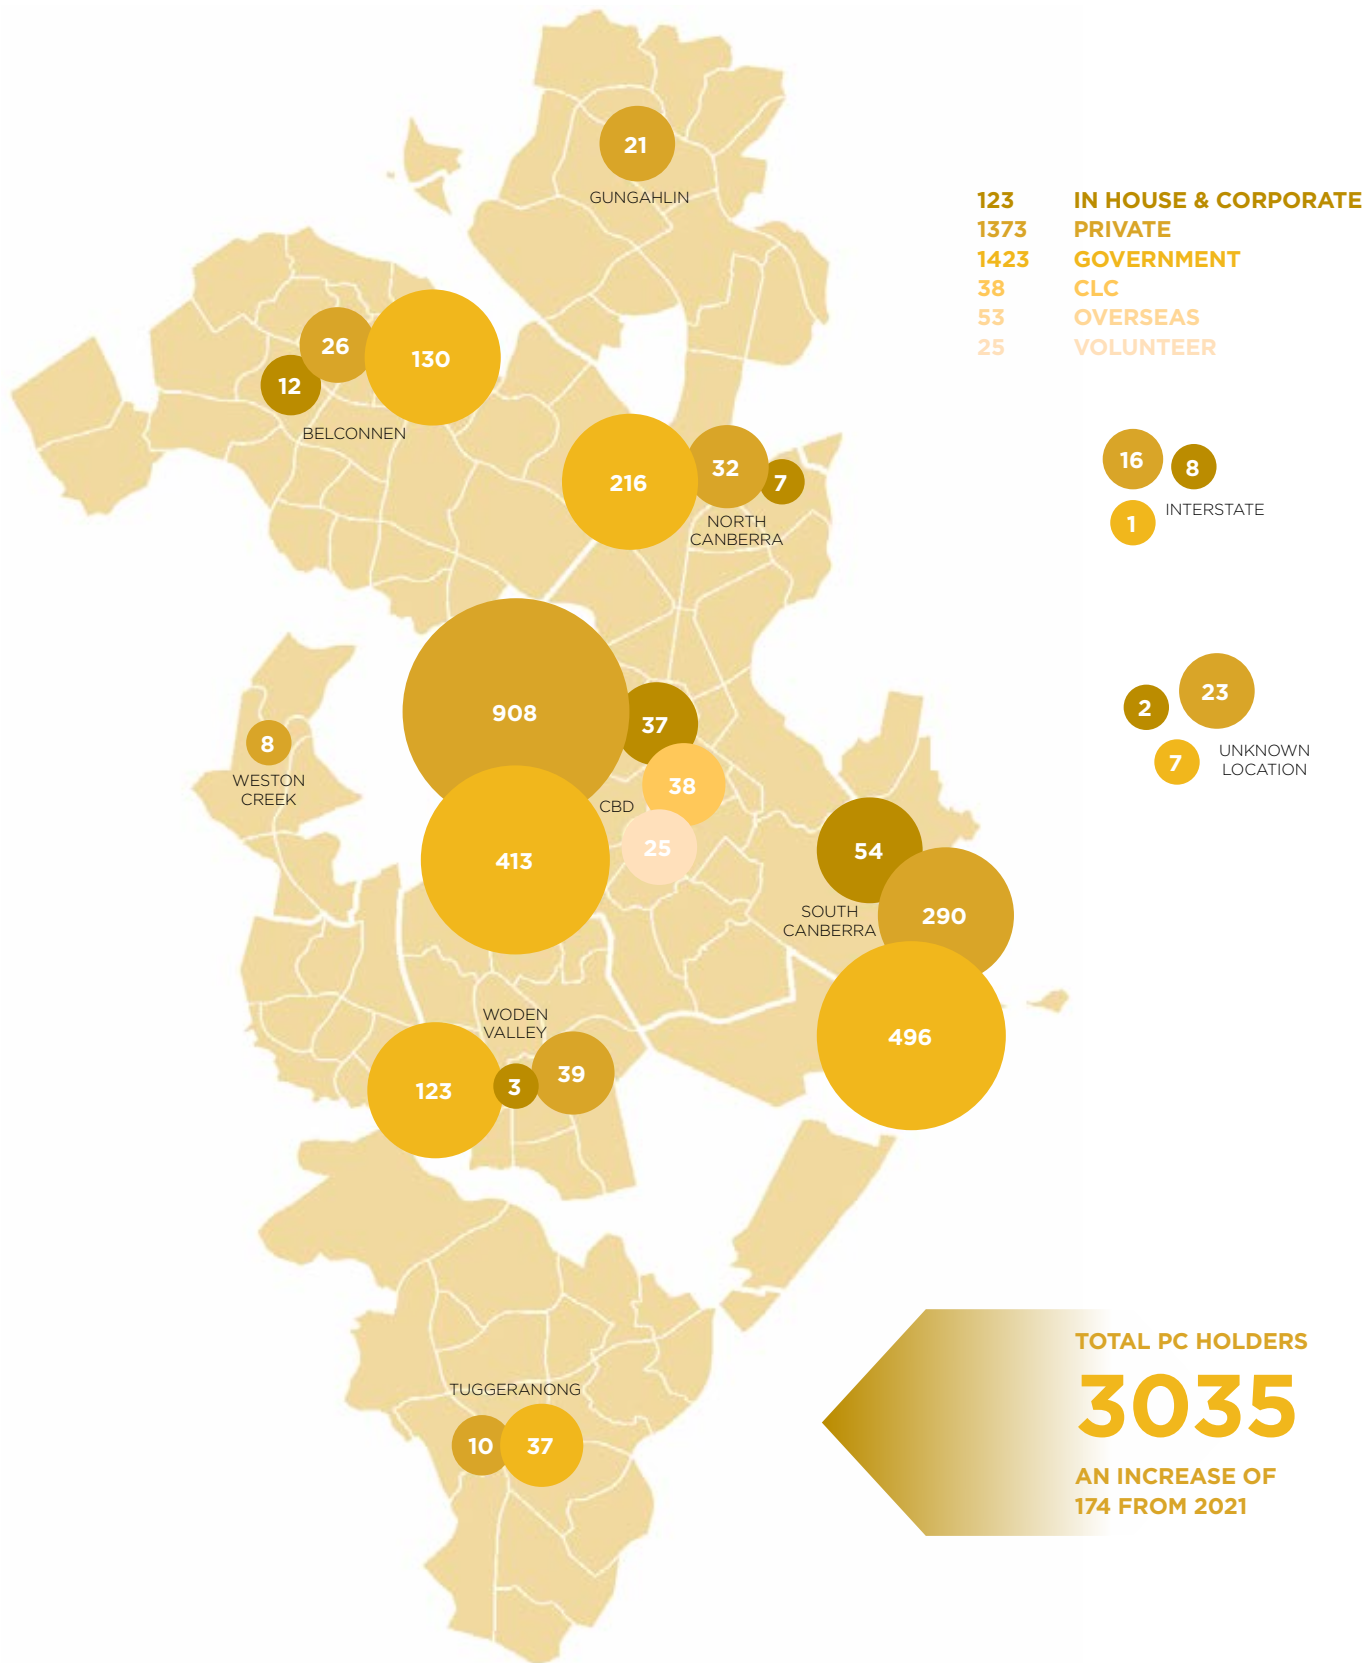 21
GUNGAHLIN
123 IN HOUSE & CORPORATE
1373 PRIVATE
1423 GOVERNMENT
38 CLC
53 OVERSEAS
25 VOLUNTEER
26
130
12
BELCONNEN
216
32
7
NORTH
CANBERRA
16
8
1
INTERSTATE
908
37
38
CBD
25
413
8
WESTON
CREEK
2
23
7
UNKNOWN
LOCATION
54
SOUTH
CANBERRA
290
496
WODEN
VALLEY
123
3
39
TUGGERANONG
10
37
TOTAL PC HOLDERS
3035
AN INCREASE OF
174 FROM 2021